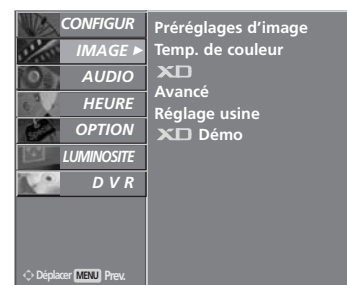 CONFIGUR
IMAGE ►
AUDIO
HEURE
OPTION
LUMINOSITE
D V R
Préréglages d’image
Temp. de couleur
XD
Avancé
Réglage usine
XD Démo
Déplacer MENU Prev.